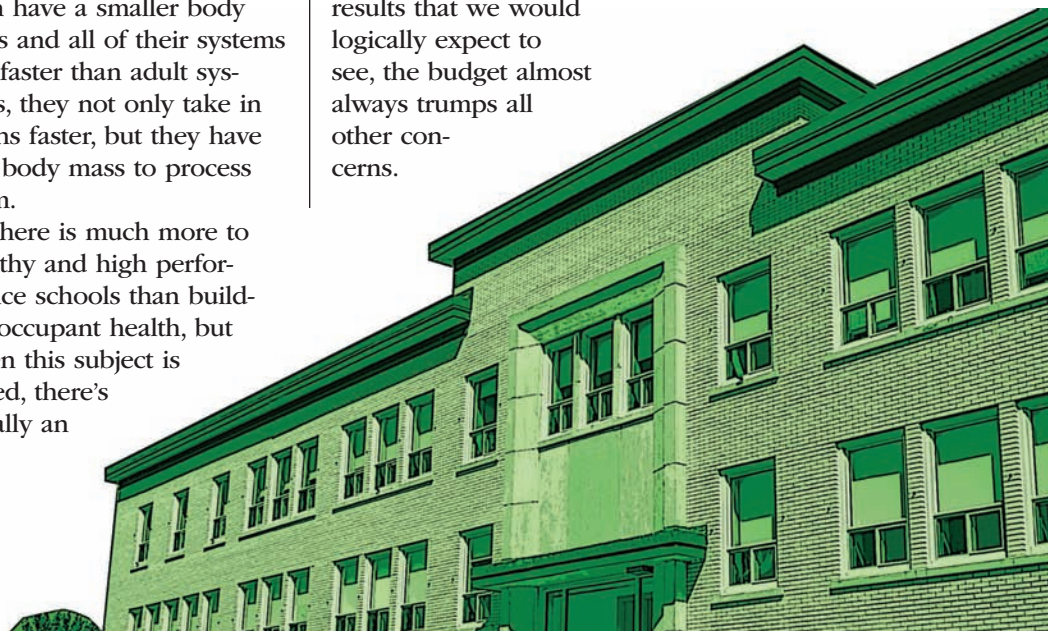 have a smaller body
and all of their systems
faster than adult sys-
they not only take in
faster, but they have
body mass to process
here is much more to
thy and high perfor-
ce schools than build-
occupant health, but
n this subject is
ed, there's
ally an
results that we would
logically expect to
see, the budget almost
always trumps all
other con-
cerns.